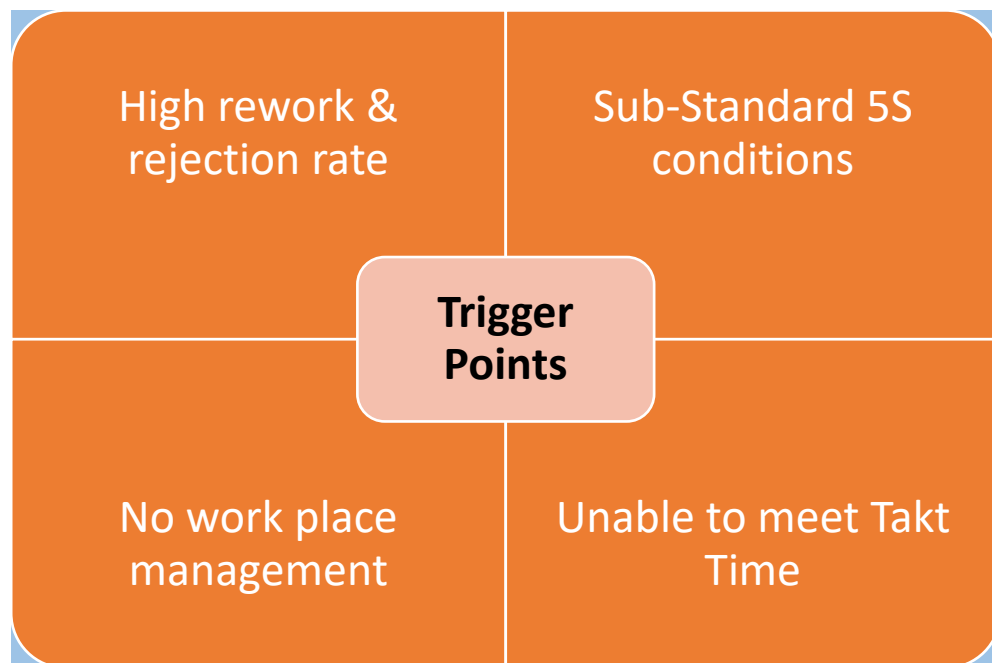 High rework &
rejection rate
Sub-Standard 5S
conditions
Trigger
Points
No work place
management
Unable to meet Takt
Time